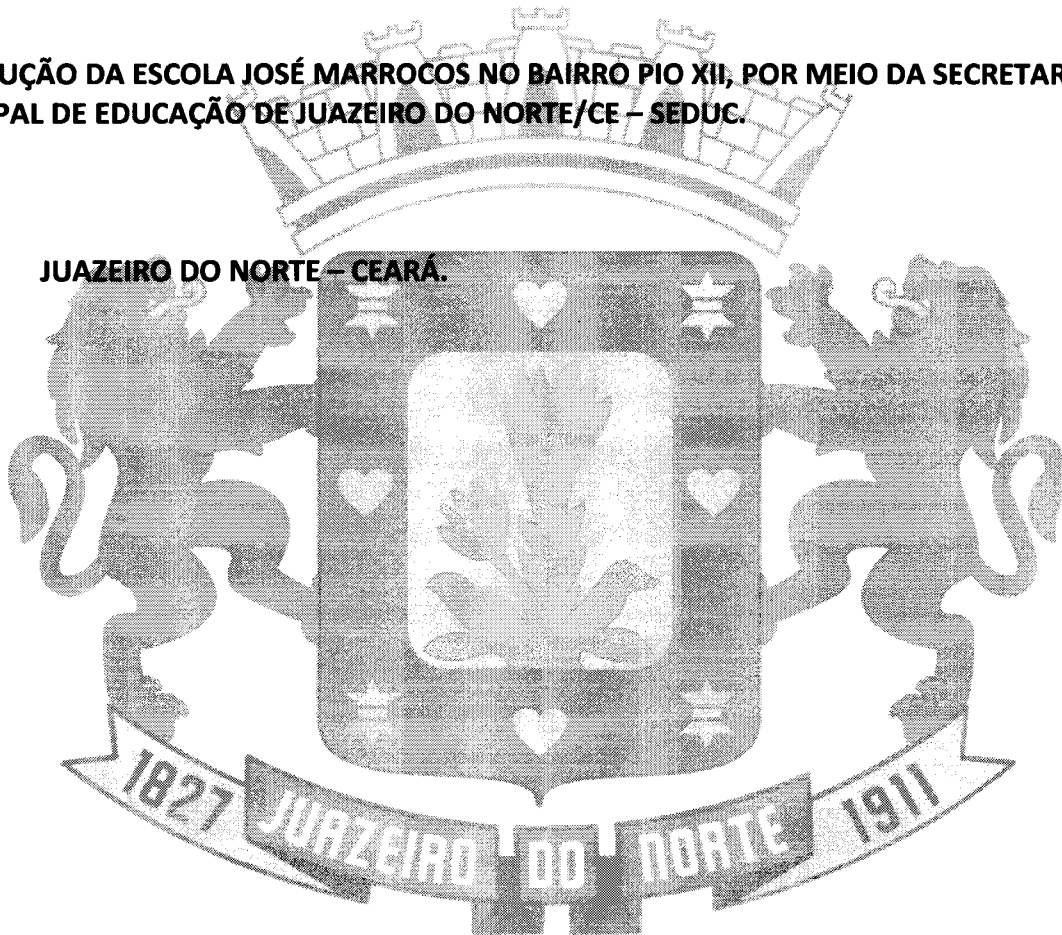 UÇÃO DA ESCOLA JOSÉ MARROCOS NO BAIRRO PIO XII, POR MEIO DA SECRETAR
PAL DE EDUCAÇÃO DE JUAZEIRO DO NORTE/CE – SEDUC.
JUAZEIRO DO NORTE – CEARÁ.
1827 JUAZEIRO DO NORTE 1911